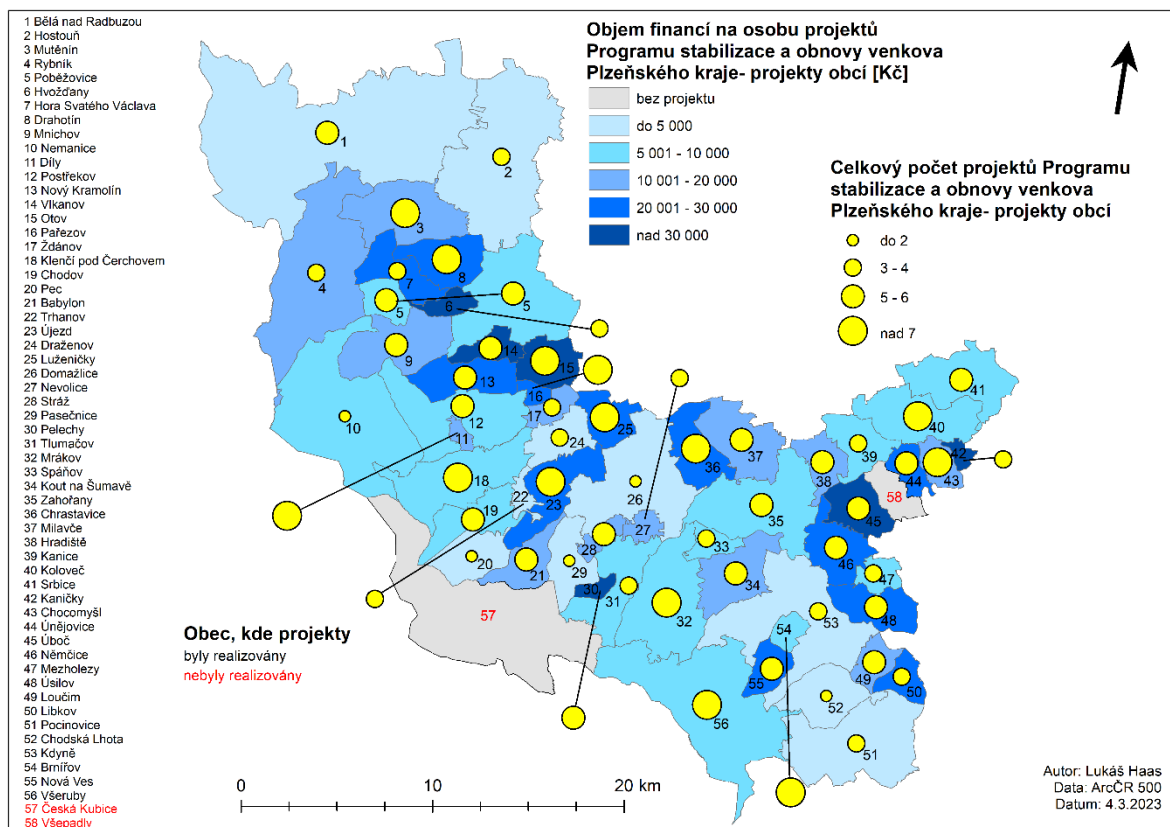 1 Bělá nad Radbuzou
2 Hostouň
3 Mutěnín
4 Rybník
5 Poběžovice
6 Hvožďany
7 Hora Svatého Václava
8 Drahotín
9 Mnichov
10 Nemanice
11 Díly
12 Postřekov
13 Nový Kramolín
14 Vlkanov
15 Otov
16 Pařezov
17 Ždánov
18 Klenčí pod Čerchovem
19 Chodov
20 Pec
21 Babylon
22 Trhanov
23 Újezd
24 Draženov
25 Luženičky
26 Domažlice
27 Nevolice
28 Stráž
29 Pasečnice
30 Pelechy
31 Tlumačov
32 Mrákov
33 Spáňov
34 Kout na Šumavě
35 Zahořany
36 Chrastavice
37 Milavče
38 Hradiště
39 Kanice
40 Koloveč
41 Srbice
42 Kaničky
43 Chocomyšl
44 Únějovice
45 Úboč
46 Němčice
47 Mezholezy
48 Úsilov
49 Loučim
50 Libkov
51 Pocinovice
52 Chodská Lhota
53 Kdyně
54 Brnířov
55 Nová Ves
56 Všeruby
57 Česká Kubice
58 Všepadly
Objem financí na osobu projektů
Programu stabilizace a obnovy venkova
Plzeňského kraje- projekty obcí [Kč]
bez projektu
do 5 000
5 001 - 10 000
10 001 - 20 000
20 001 - 30 000
nad 30 000
Celkový počet projektů Programu
stabilizace a obnovy venkova
Plzeňského kraje- projekty obcí
do 2
3 - 4
5 - 6
nad 7
1
2
3
4
7
8
6
5
5
9
14
15
13
16
17
10
12
11
25
24
18
22
23
26
19
20
21
28
27
29
30
31
32
33
34
35
36
37
38
39
40
41
42
43
44
58
45
46
47
48
53
54
55
49
50
52
51
56
57
Obec, kde projekty
byly realizovány
nebyly realizovány
0
10
20 km
Autor: Lukáš Haas
Data: ArcČR 500
Datum: 4.3.2023